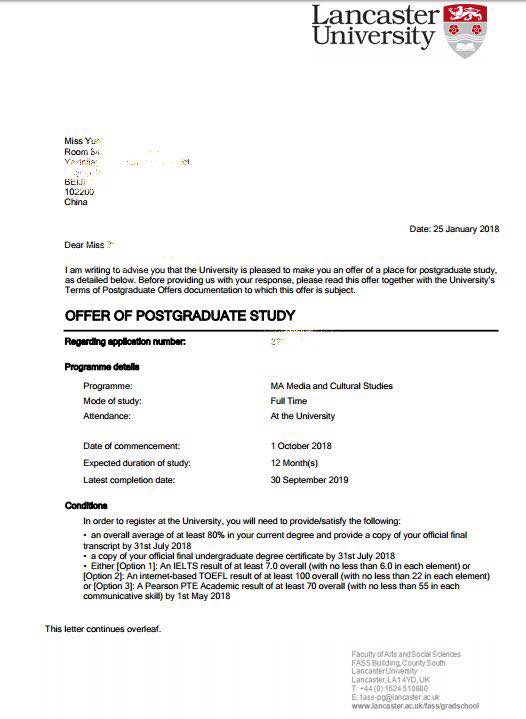 Lancaster
University
Miss
Room
102200
China
Date: 25 January 2018
Dear Miss
I am writing to advise you that the University is pleased to make you an offer of a place for postgraduate study,
as detailed below. Before providing us with your response, please read this offer together with the University's
Terms of Postgraduate Offers documentation to which this offer is subject.
OFFER OF POSTGRADUATE STUDY
Regarding application number:
Programme details
Programme: MA Media and Cultural Studies
Mode of study: Full Time
Attendance: At the University
Date of commencement: 1 October 2018
Expected duration of study: 12 Month(s)
Latest completion date: 30 September 2019
Conditions
In order to register at the University, you will need to provide/satisfy the following:
• an overall average of at least 80% in your current degree and provide a copy of your official final
transcript by 31st July 2018
• a copy of your official final undergraduate degree certificate by 31st July 2018
• Either [Option 1]: An IELTS result of at least 7.0 overall (with no less than 6.0 in each element) or
[Option 2]: An internet-based TOEFL result of at least 100 overall (with no less than 22 in each element)
or [Option 3]: A Pearson PTE Academic result of at least 70 overall (with no less than 55 in each
communicative skill) by 1st May 2018
This letter continues overleaf.
Faculty of Arts and Social Sciences
FASS Building, County South
Lancaster University
Lancaster, LA1 4YD, UK
T: +44 (0) 1524 510880
E: fass-pg@lancaster.ac.uk
www.lancaster.ac.uk/fass/gradschool